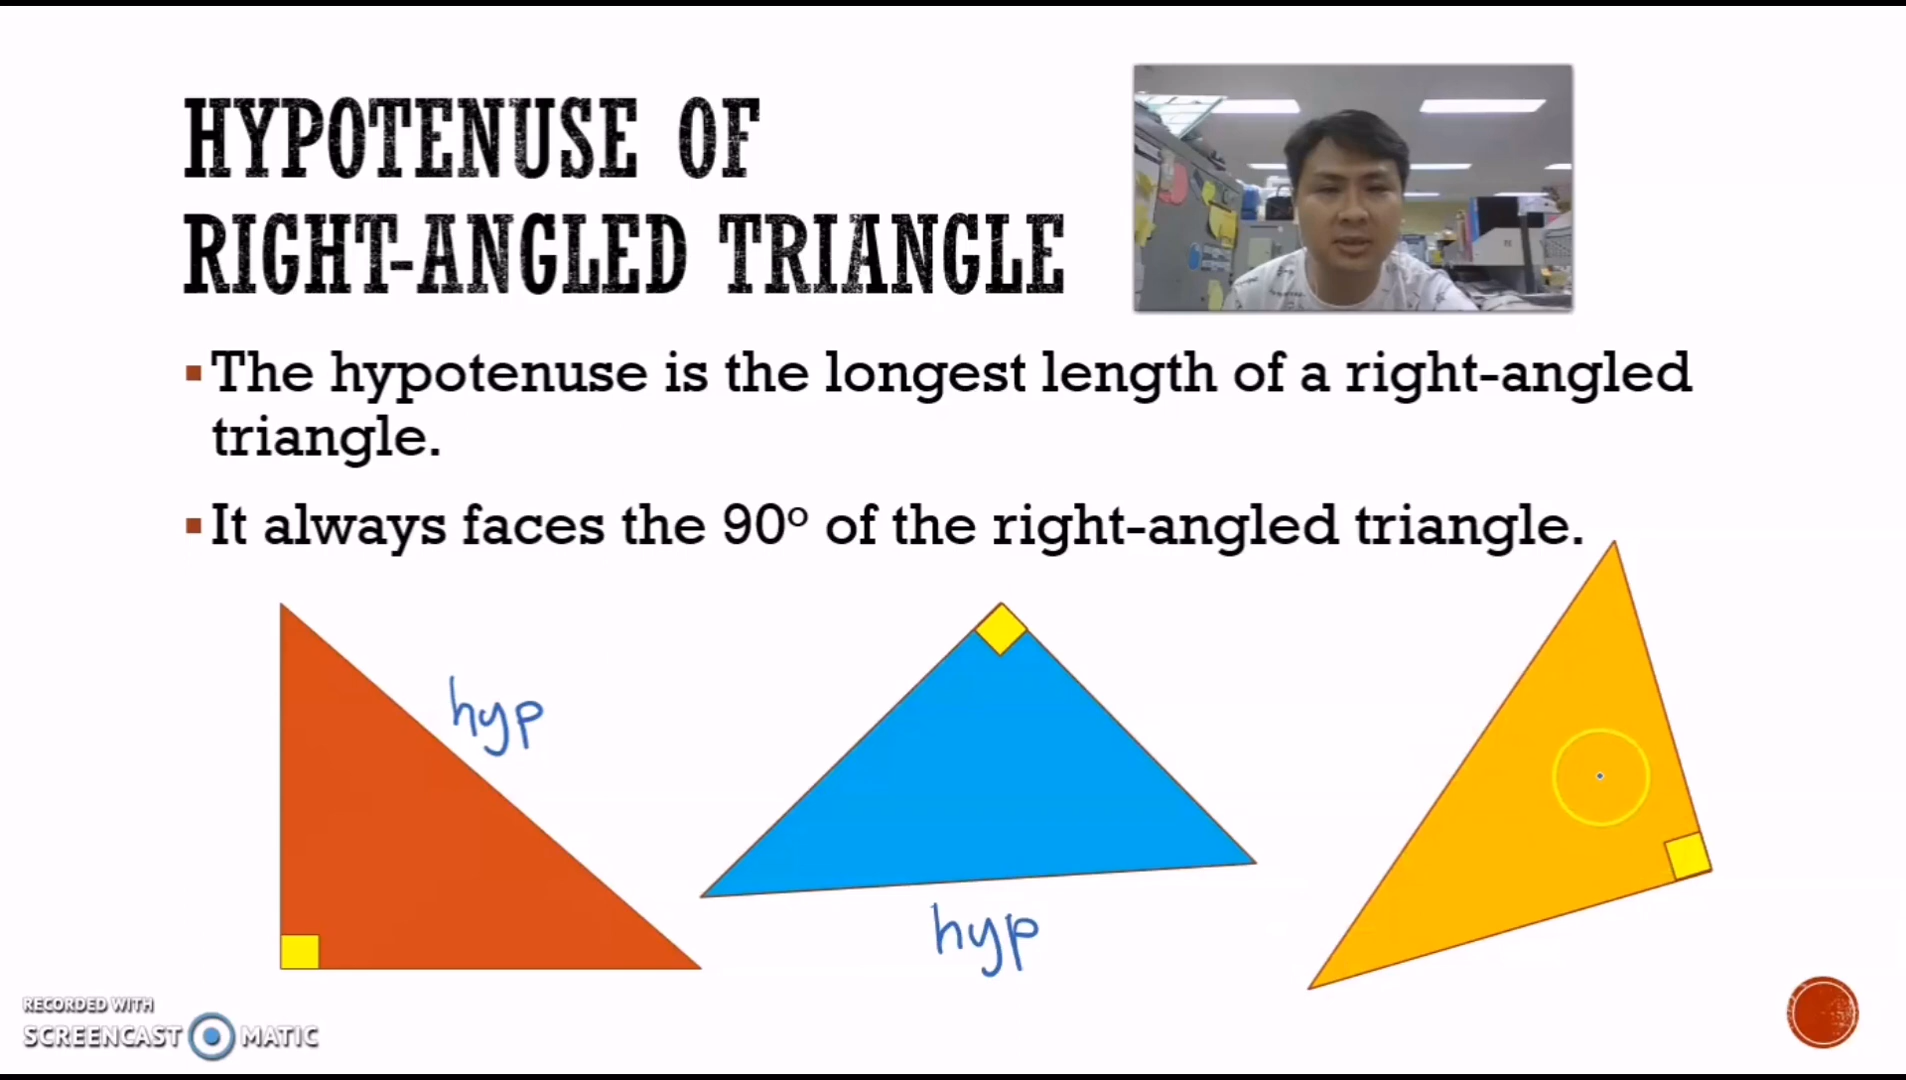 HYPOTENUSE OF
RIGHT-ANGLED TRIANGLE
▪The hypotenuse is the longest length of a right-angled
triangle.
▪It always faces the 90° of the right-angled triangle.
hyp
hyp
RECORDED WITH
SCREENCAST MATIC